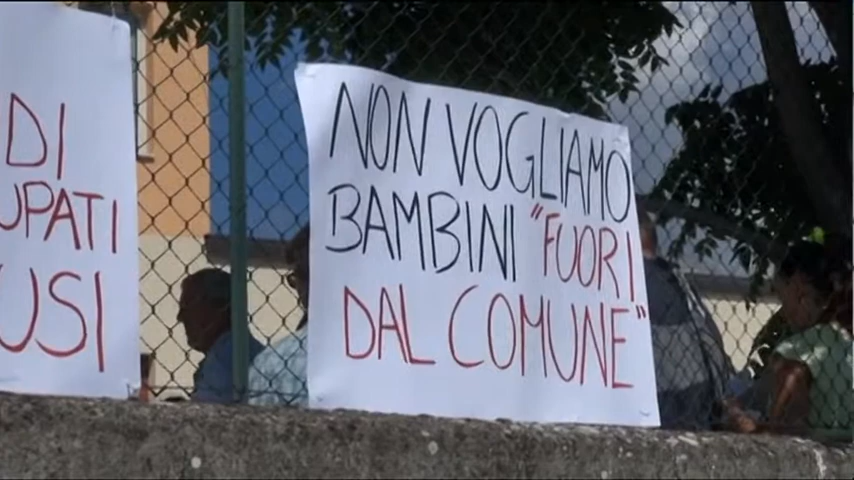 DI
UPATI
USI
NON VOGLIAMO
BAMBINI "FUORI
DAL COMUNE"